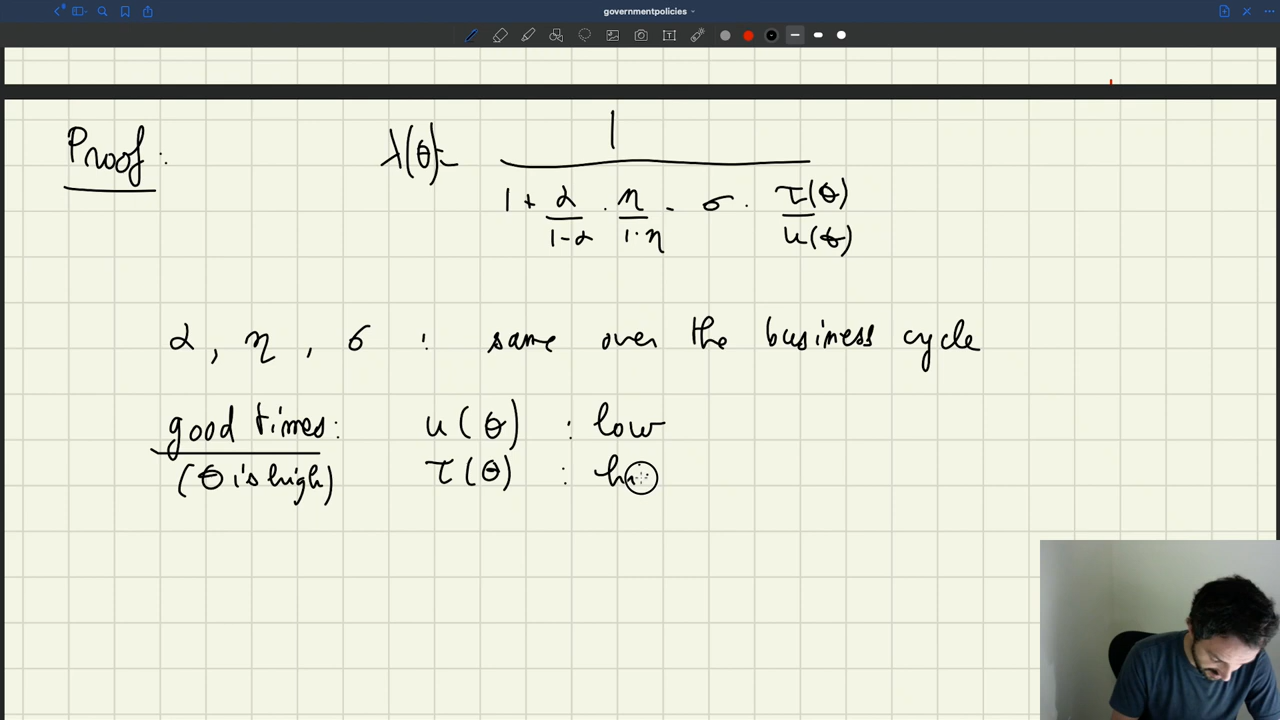 governmentpolicies
Proof: λ(θ)= 1
1 + α/1-α · η/1-η · σ · τ(θ)/u(θ)
α, η, σ : same over the business cycle
good times: u(θ) : low
(θ is high) τ(θ) : hi